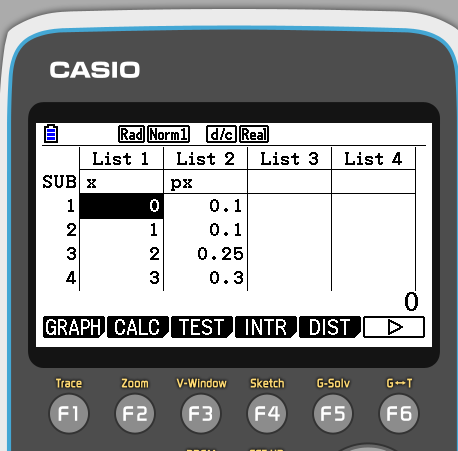 CASIO
Rad Norm1 d/c Real
List 1 List 2 List 3 List 4
SUB x px
1 0 0.1
2 1 0.1
3 2 0.25
4 3 0.3
0
GRAPH CALC TEST INTR DIST ▷
Trace Zoom V-Window Sketch G-Solv G↔T
F1 F2 F3 F4 F5 F6